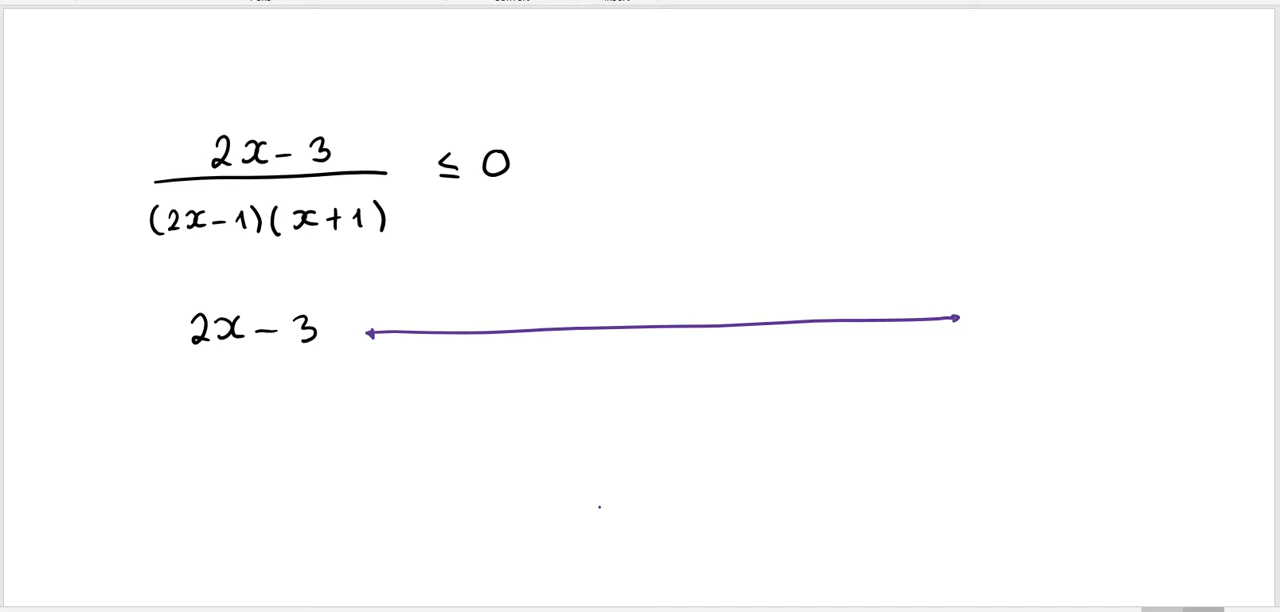 2x - 3
(2x - 1)(x + 1)
≤ 0
2x - 3